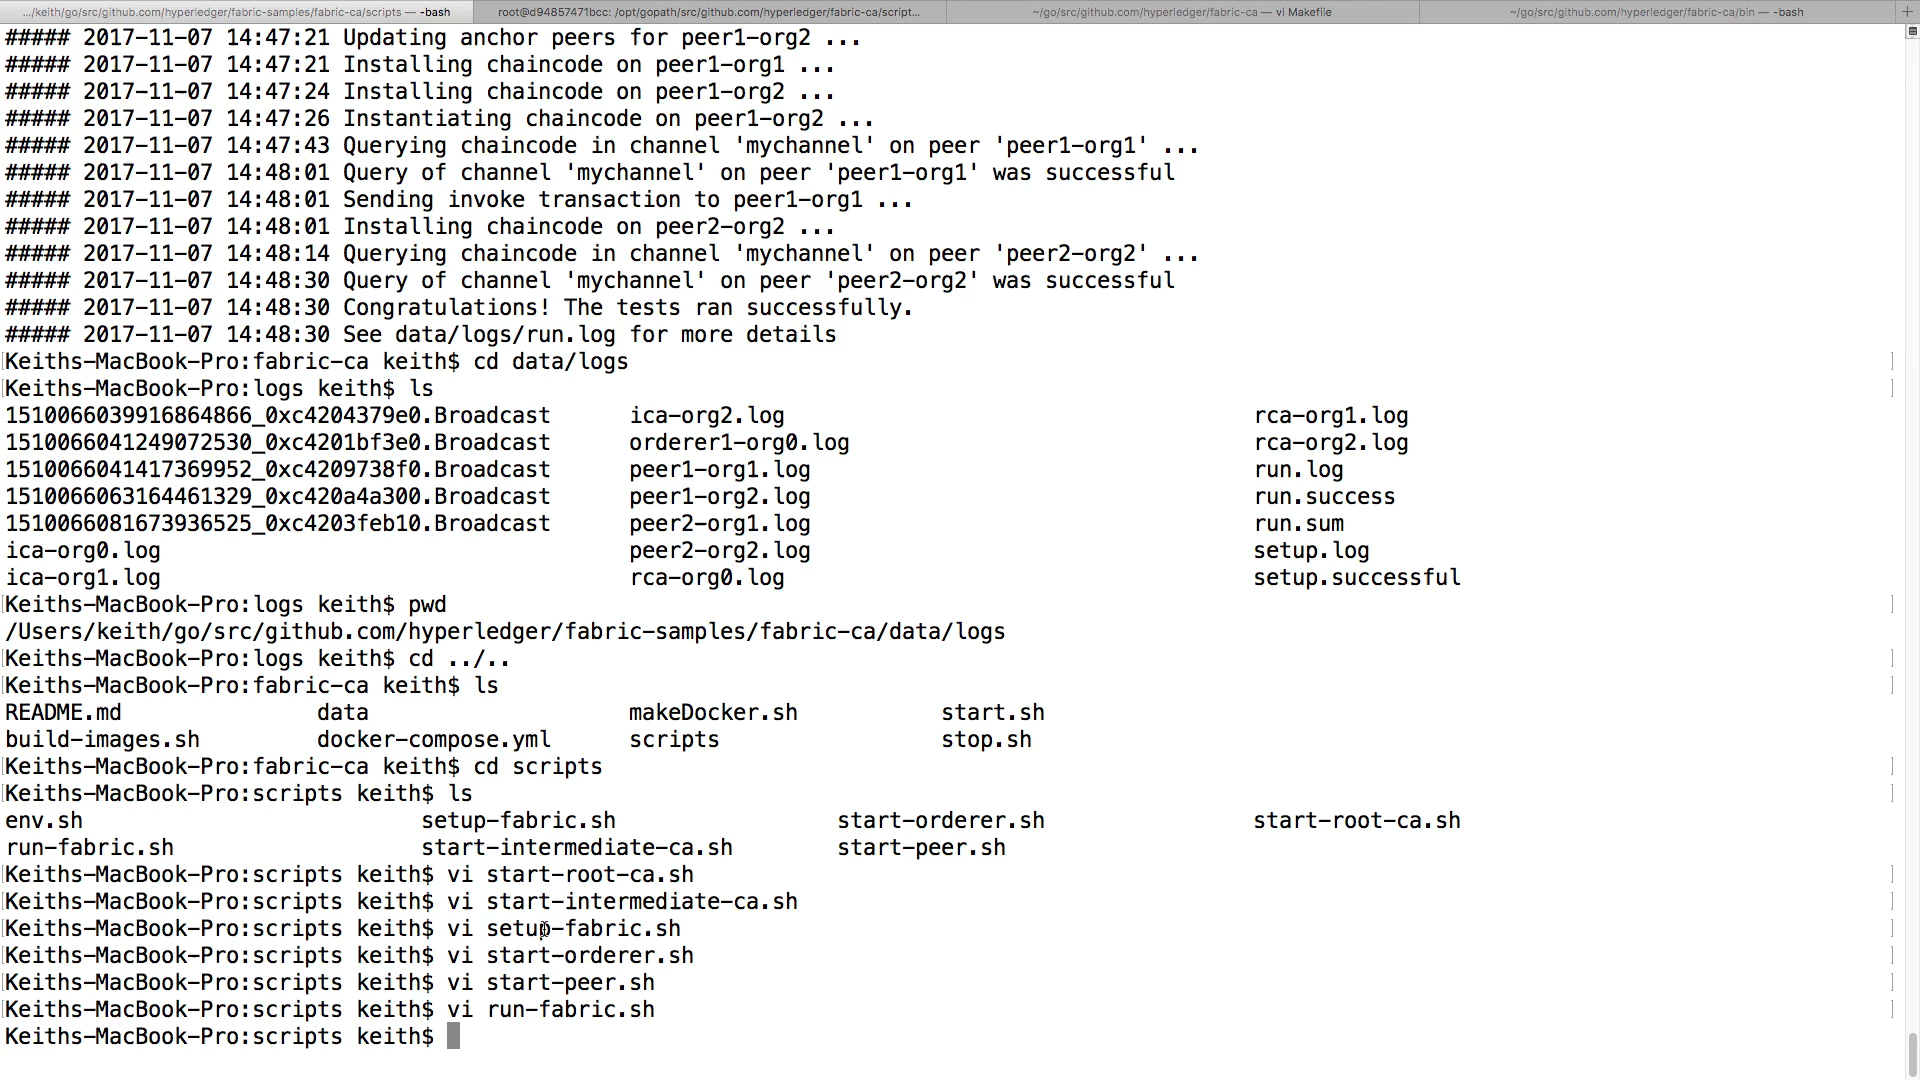 .../keith/go/src/github.com/hyperledger/fabric-samples/fabric-ca/scripts — -bash
root@d94857471bcc: /opt/gopath/src/github.com/hyperledger/fabric-ca/script...
~/go/src/github.com/hyperledger/fabric-ca — vi Makefile
~/go/src/github.com/hyperledger/fabric-ca/bin — -bash
##### 2017-11-07 14:47:21 Updating anchor peers for peer1-org2 ...
##### 2017-11-07 14:47:21 Installing chaincode on peer1-org1 ...
##### 2017-11-07 14:47:24 Installing chaincode on peer1-org2 ...
##### 2017-11-07 14:47:26 Instantiating chaincode on peer1-org2 ...
##### 2017-11-07 14:47:43 Querying chaincode in channel 'mychannel' on peer 'peer1-org1' ...
##### 2017-11-07 14:48:01 Query of channel 'mychannel' on peer 'peer1-org1' was successful
##### 2017-11-07 14:48:01 Sending invoke transaction to peer1-org1 ...
##### 2017-11-07 14:48:01 Installing chaincode on peer2-org2 ...
##### 2017-11-07 14:48:14 Querying chaincode in channel 'mychannel' on peer 'peer2-org2' ...
##### 2017-11-07 14:48:30 Query of channel 'mychannel' on peer 'peer2-org2' was successful
##### 2017-11-07 14:48:30 Congratulations! The tests ran successfully.
##### 2017-11-07 14:48:30 See data/logs/run.log for more details
[Keiths-MacBook-Pro:fabric-ca keith$ cd data/logs ]
[Keiths-MacBook-Pro:logs keith$ ls ]
1510066039916864866_0xc4204379e0.Broadcast ica-org2.log rca-org1.log
1510066041249072530_0xc4201bf3e0.Broadcast orderer1-org0.log rca-org2.log
1510066041417369952_0xc4209738f0.Broadcast peer1-org1.log run.log
1510066063164461329_0xc420a4a300.Broadcast peer1-org2.log run.success
1510066081673936525_0xc4203feb10.Broadcast peer2-org1.log run.sum
ica-org0.log peer2-org2.log setup.log
ica-org1.log rca-org0.log setup.successful
[Keiths-MacBook-Pro:logs keith$ pwd ]
/Users/keith/go/src/github.com/hyperledger/fabric-samples/fabric-ca/data/logs
[Keiths-MacBook-Pro:logs keith$ cd ../.. ]
[Keiths-MacBook-Pro:fabric-ca keith$ ls ]
README.md data makeDocker.sh start.sh
build-images.sh docker-compose.yml scripts stop.sh
[Keiths-MacBook-Pro:fabric-ca keith$ cd scripts ]
[Keiths-MacBook-Pro:scripts keith$ ls ]
env.sh setup-fabric.sh start-orderer.sh start-root-ca.sh
run-fabric.sh start-intermediate-ca.sh start-peer.sh
[Keiths-MacBook-Pro:scripts keith$ vi start-root-ca.sh ]
[Keiths-MacBook-Pro:scripts keith$ vi start-intermediate-ca.sh ]
[Keiths-MacBook-Pro:scripts keith$ vi setup-fabric.sh ]
[Keiths-MacBook-Pro:scripts keith$ vi start-orderer.sh ]
[Keiths-MacBook-Pro:scripts keith$ vi start-peer.sh ]
[Keiths-MacBook-Pro:scripts keith$ vi run-fabric.sh ]
Keiths-MacBook-Pro:scripts keith$